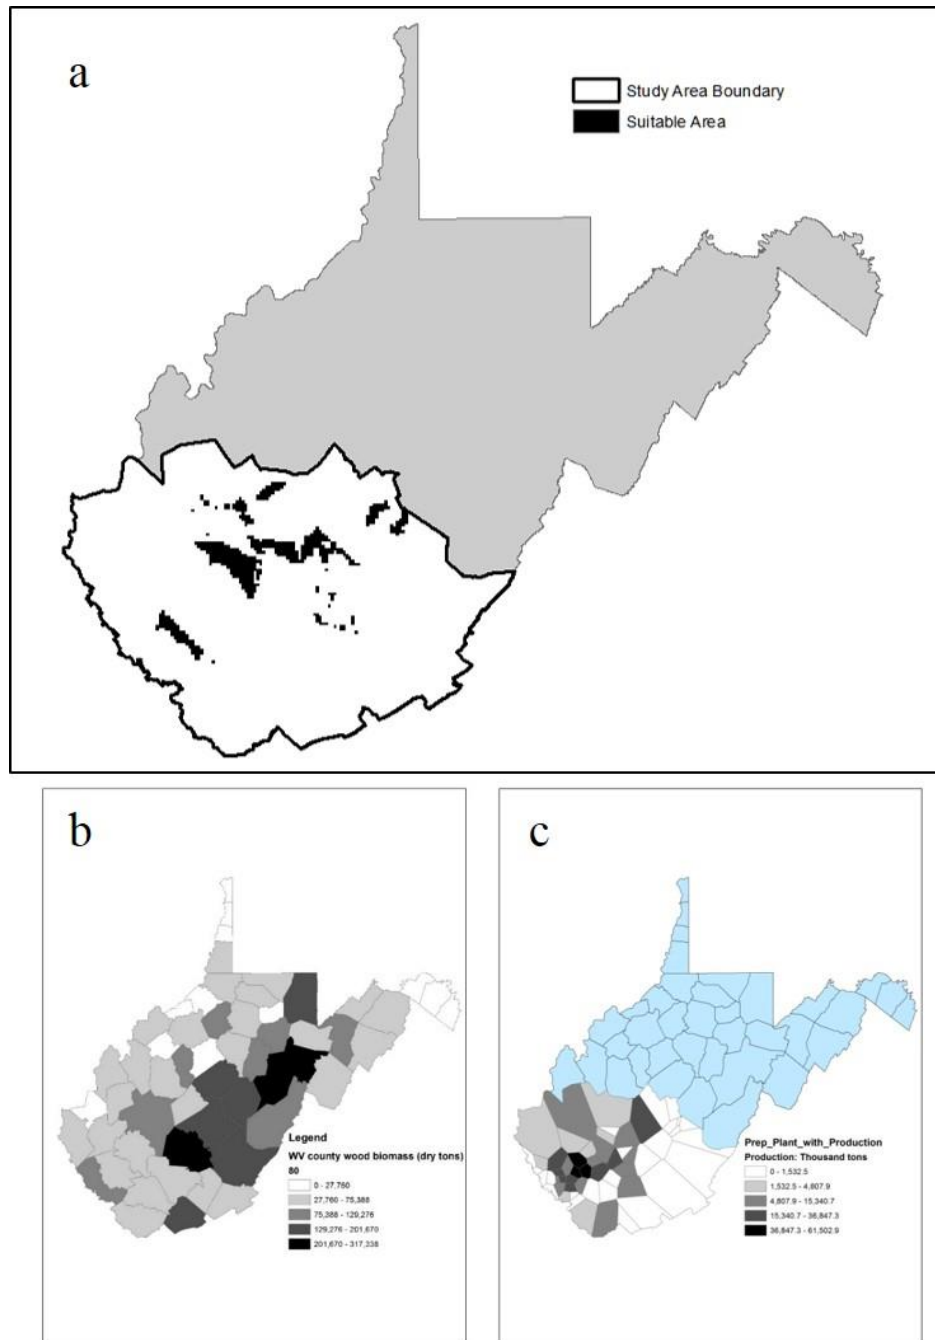 a
Study Area Boundary
Suitable Area
b
Legend
WV county wood biomass (dry tons)
80
0 - 27,760
27,760 - 75,388
75,388 - 129,276
129,276 - 201,670
201,670 - 317,338
c
Prep_Plant_with_Production
Production: Thousand tons
0 - 1,532.5
1,532.5 - 4,807.9
4,807.9 - 15,340.7
15,340.7 - 36,847.3
36,847.3 - 61,502.9